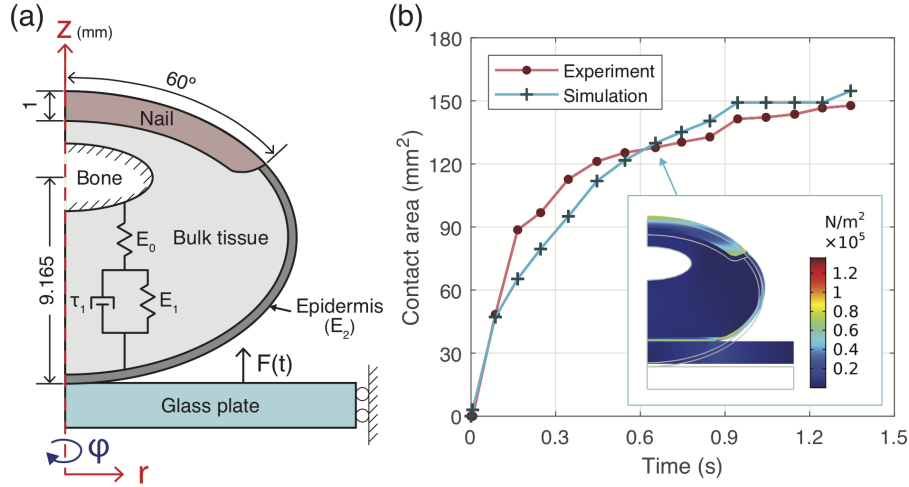 (a)
z (mm)
60°
1
Nail
Bone
9.165
E0
Bulk tissue
τ1
E1
Epidermis
(E2)
F(t)
Glass plate
φ
r
(b)
180
150
120
90
60
30
0
Contact area (mm²)
Experiment
Simulation
N/m²
×10⁵
1.2
1
0.8
0.6
0.4
0.2
0 0.3 0.6 0.9 1.2 1.5
Time (s)